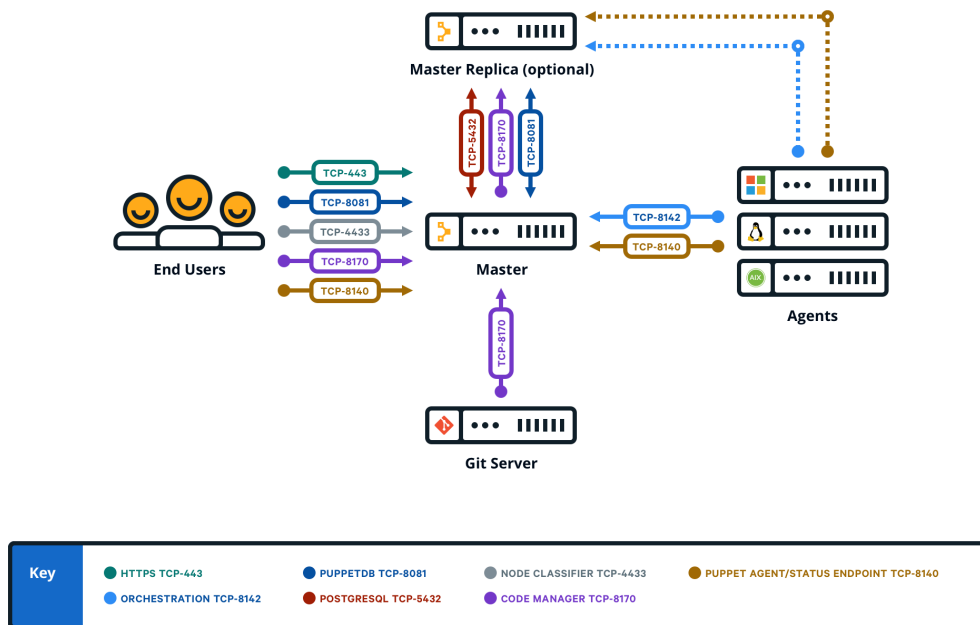 Master Replica (optional)
TCP-5432
TCP-8170
TCP-8081
TCP-443
TCP-8081
TCP-4433
TCP-8170
TCP-8140
End Users
Master
TCP-8142
TCP-8140
AIX
Agents
TCP-8170
Git Server
Key
HTTPS TCP-443
PUPPETDB TCP-8081
NODE CLASSIFIER TCP-4433
PUPPET AGENT/STATUS ENDPOINT TCP-8140
ORCHESTRATION TCP-8142
POSTGRESQL TCP-5432
CODE MANAGER TCP-8170